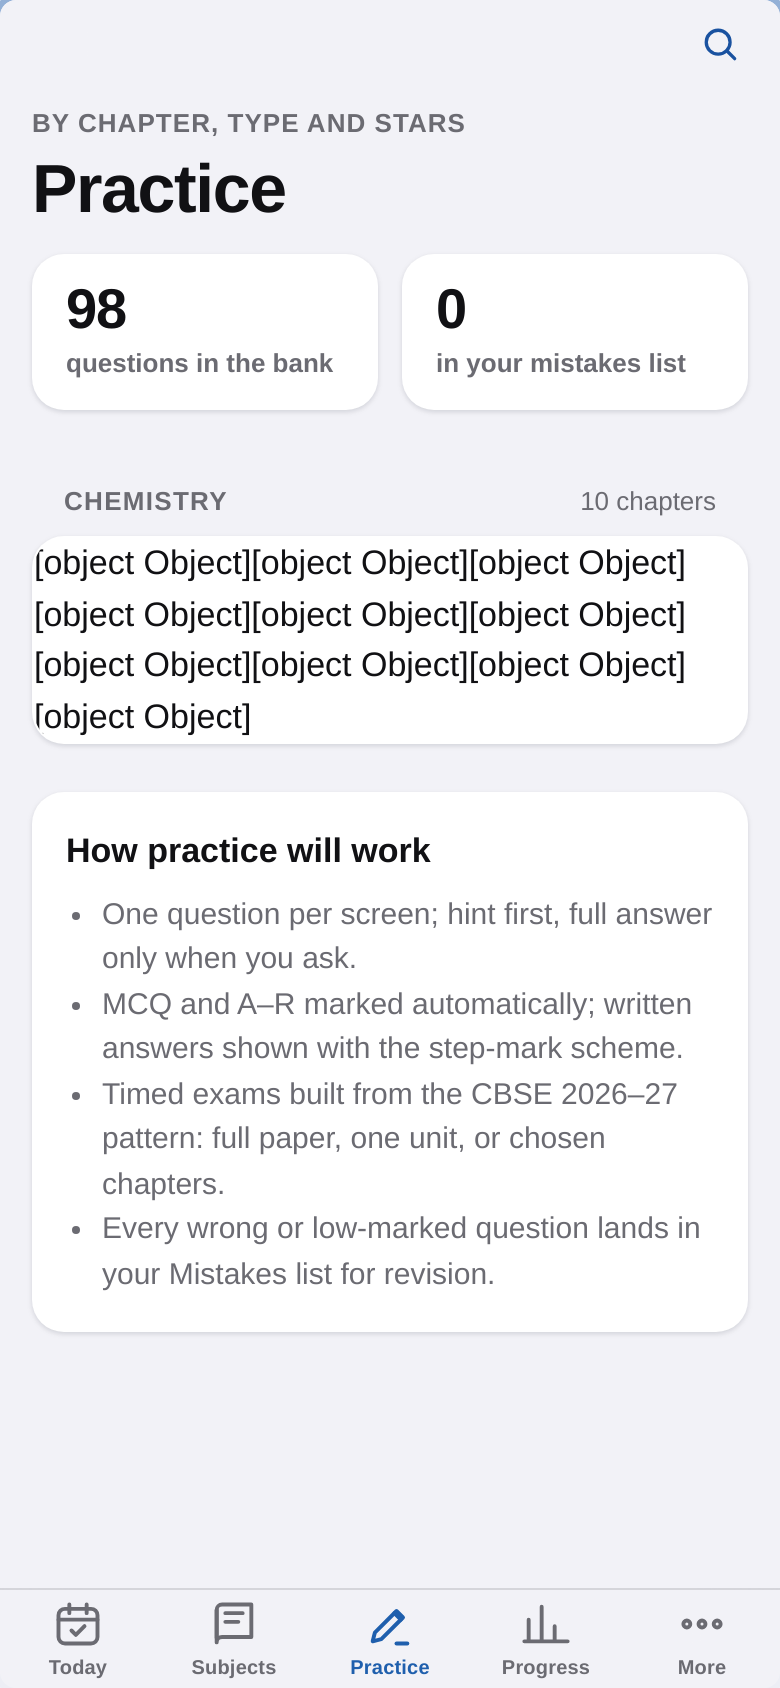 BY CHAPTER, TYPE AND STARS
Practice
98
questions in the bank
0
in your mistakes list
CHEMISTRY
10 chapters
[object Object][object Object][object Object]
[object Object][object Object][object Object]
[object Object][object Object][object Object]
[object Object]
How practice will work
• One question per screen; hint first, full answer
only when you ask.
• MCQ and A–R marked automatically; written
answers shown with the step-mark scheme.
• Timed exams built from the CBSE 2026–27
pattern: full paper, one unit, or chosen
chapters.
• Every wrong or low-marked question lands in
your Mistakes list for revision.
Today
Subjects
Practice
Progress
More